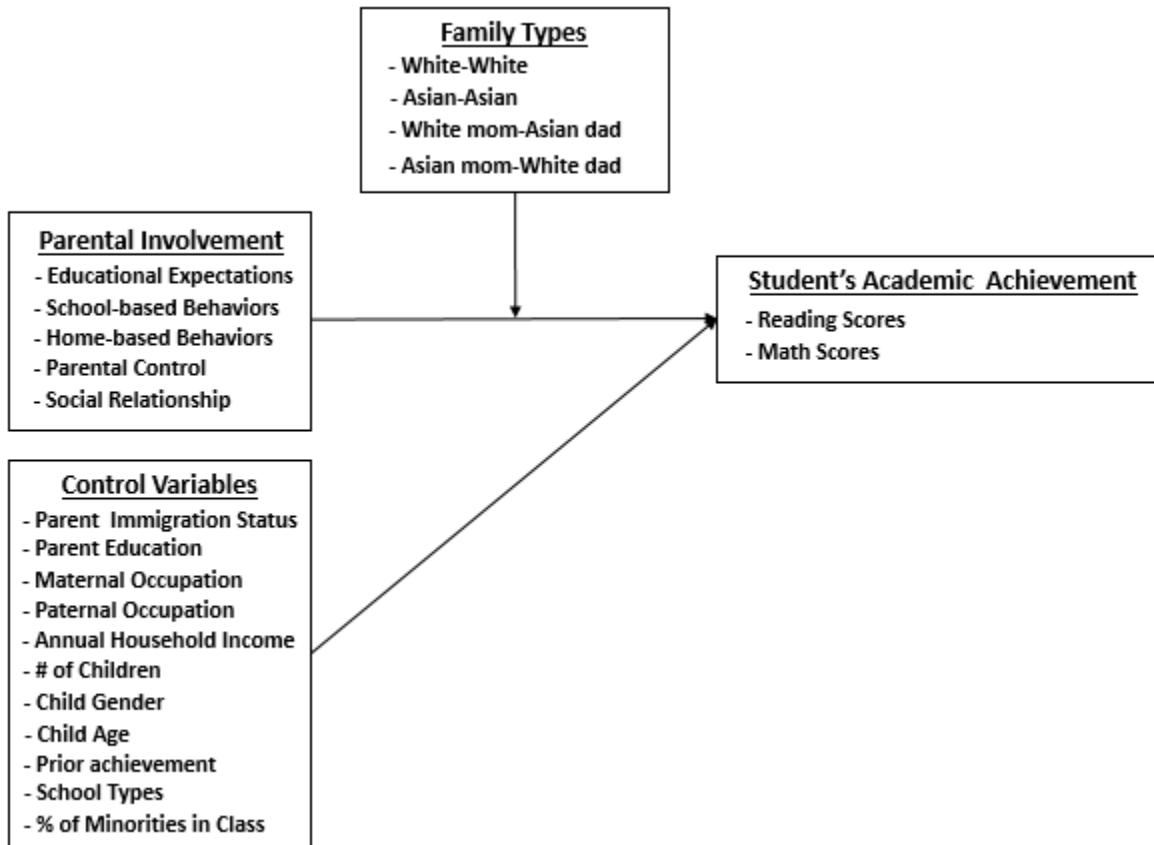 Family Types
- White-White
- Asian-Asian
- White mom-Asian dad
- Asian mom-White dad
Parental Involvement
- Educational Expectations
- School-based Behaviors
- Home-based Behaviors
- Parental Control
- Social Relationship
Student's Academic Achievement
- Reading Scores
- Math Scores
Control Variables
- Parent Immigration Status
- Parent Education
- Maternal Occupation
- Paternal Occupation
- Annual Household Income
- # of Children
- Child Gender
- Child Age
- Prior achievement
- School Types
- % of Minorities in Class